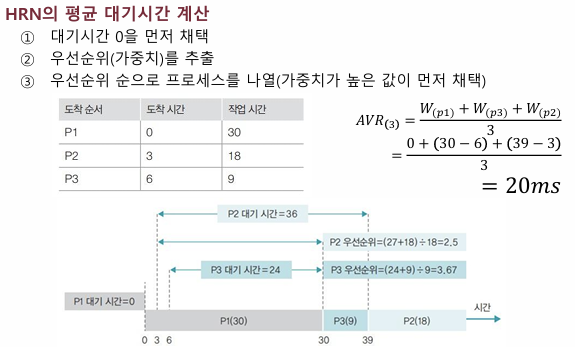 HRN의 평균 대기시간 계산
① 대기시간 0을 먼저 채택
② 우선순위(가중치)를 추출
③ 우선순위 순으로 프로세스를 나열(가중치가 높은 값이 먼저 채택)
도착 순서 도착 시간 작업 시간
P1 0 30
P2 3 18
P3 6 9
AVR(3) = W(p1) + W(p3) + W(p2) / 3
= 0 + (30 − 6) + (39 − 3) / 3
= 20ms
P2 대기 시간=36
P2 우선순위=(27+18)÷18=2.5
P3 대기 시간=24
P3 우선순위=(24+9)÷9=3.67
P1 대기 시간=0
시간
P1(30) P3(9) P2(18)
0 3 6 30 39